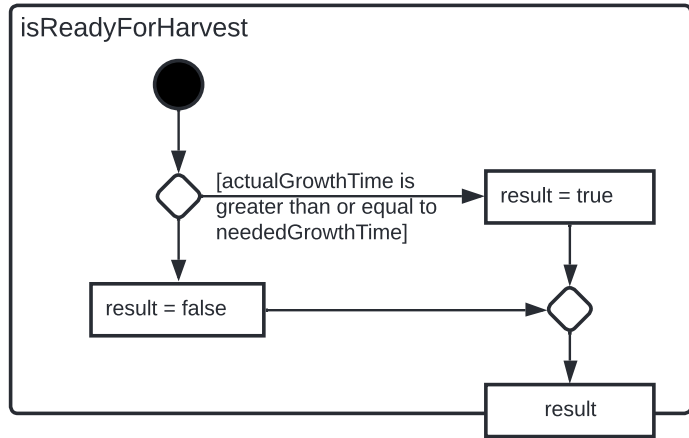 isReadyForHarvest
[actualGrowthTime is
greater than or equal to
neededGrowthTime]
result = true
result = false
result